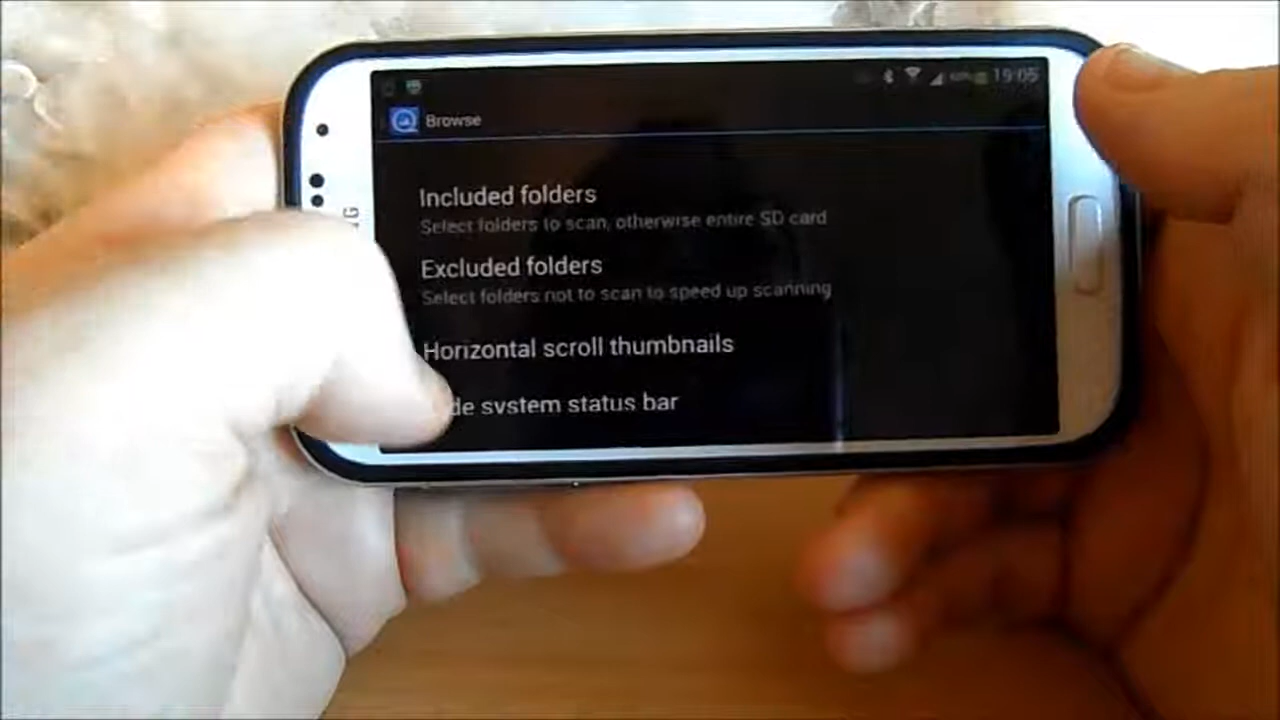 19:05
Browse
Included folders
Select folders to scan, otherwise entire SD card
Excluded folders
Select folders not to scan to speed up scanning
Horizontal scroll thumbnails
de system status bar